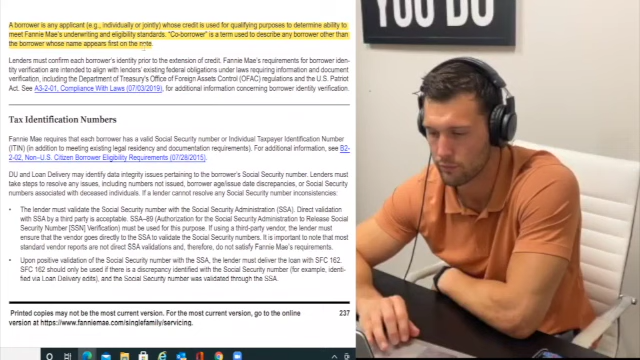 A borrower is any applicant (e.g., individually or jointly) whose credit is used for qualifying purposes to determine ability to
meet Fannie Mae's underwriting and eligibility standards. "Co-borrower" is a term used to describe any borrower other than
the borrower whose name appears first on the note.
Lenders must confirm each borrower's identity prior to the extension of credit. Fannie Mae's requirements for borrower iden-
tity verification are intended to align with lenders' existing federal obligations under laws requiring information and document
verification, including the Department of Treasury's Office of Foreign Assets Control (OFAC) regulations and the U.S. Patriot
Act. See A3-2-01, Compliance With Laws (07/03/2019) for additional information concerning borrower identity verification.
Tax Identification Numbers
Fannie Mae requires that each borrower has a valid Social Security number or Individual Taxpayer Identification Number
(ITIN) (in addition to meeting existing legal residency and documentation requirements). For additional information, see B2-
2-02, Non–U.S. Citizen Borrower Eligibility Requirements (07/28/2015).
DU and Loan Delivery may identify data integrity issues pertaining to the borrower's Social Security number. Lenders must
take steps to resolve any issues, including numbers not issued, borrower age/issue date discrepancies, or Social Security
numbers associated with deceased individuals. If a lender cannot resolve any Social Security number inconsistencies:
• The lender must validate the Social Security number with the Social Security Administration (SSA). Direct validation
with SSA by a third party is acceptable. SSA–89 (Authorization for the Social Security Administration to Release Social
Security Number [SSN] Verification) must be used for this purpose. If using a third-party vendor, the lender must
ensure that the vendor goes directly to the SSA to validate the Social Security numbers. It is important to note that most
standard vendor reports are not direct SSA validations and, therefore, do not satisfy Fannie Mae's requirements.
• Upon positive validation of the Social Security number with the SSA, the lender must deliver the loan with SFC 162.
SFC 162 should only be used if there is a discrepancy identified with the Social Security number (for example, identi-
fied via Loan Delivery edits), and the Social Security number was validated through the SSA.
Printed copies may not be the most current version. For the most current version, go to the online
version at https://www.fanniemae.com/singlefamily/servicing.
237
YOU DO